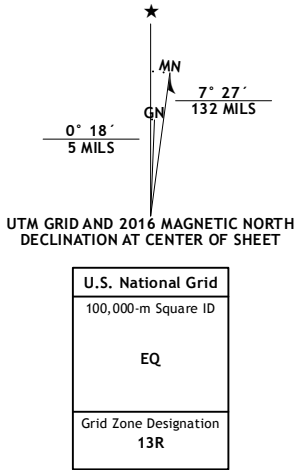 MN
GN
7° 27´
132 MILS
0° 18´
5 MILS
UTM GRID AND 2016 MAGNETIC NORTH
DECLINATION AT CENTER OF SHEET
U.S. National Grid
100,000-m Square ID
EQ
Grid Zone Designation
13R